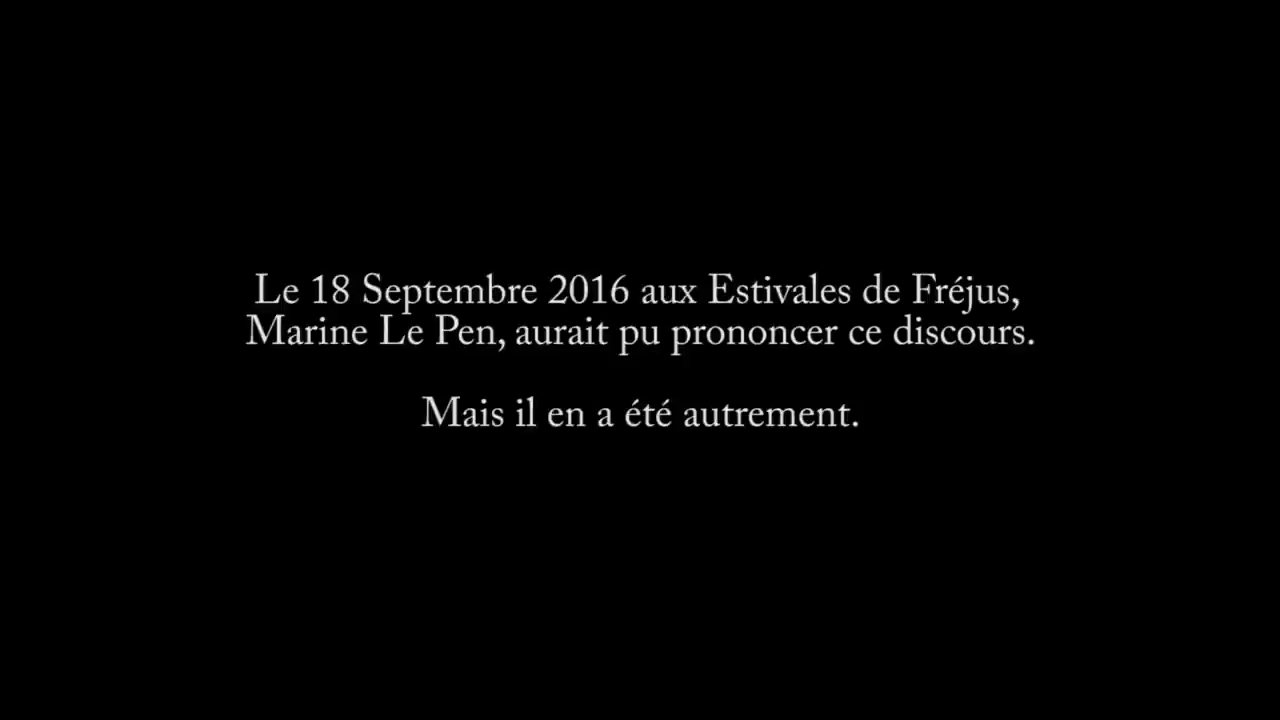 Le 18 Septembre 2016 aux Estivales de Fréjus,
Marine Le Pen, aurait pu prononcer ce discours.
Mais il en a été autrement.